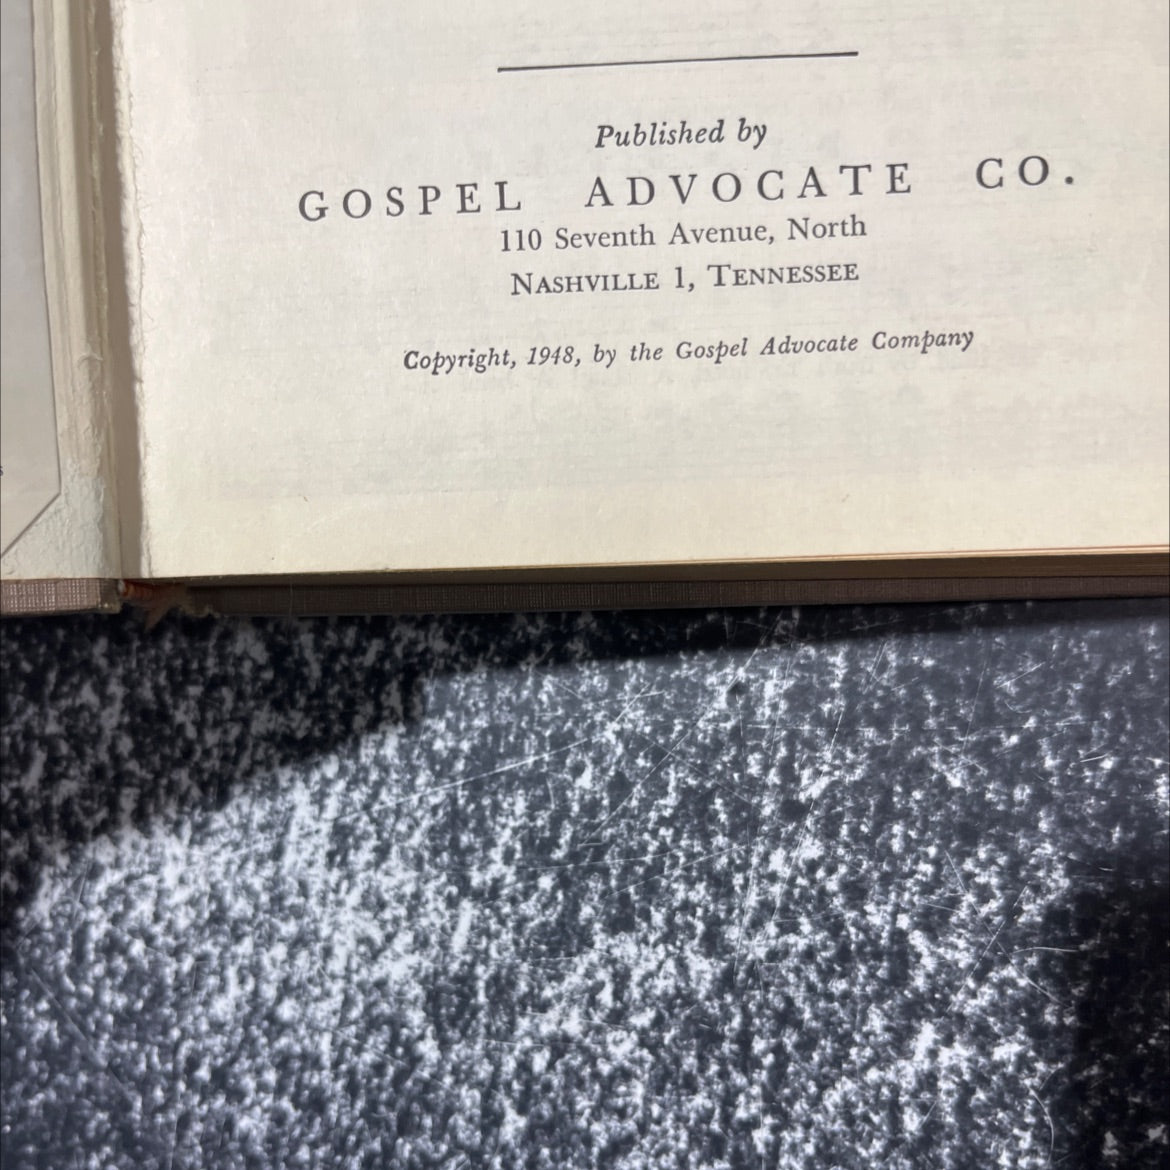 Published by
GOSPEL ADVOCATE CO.
110 Seventh Avenue, North
NASHVILLE 1, TENNESSEE
Copyright, 1948, by the Gospel Advocate Company